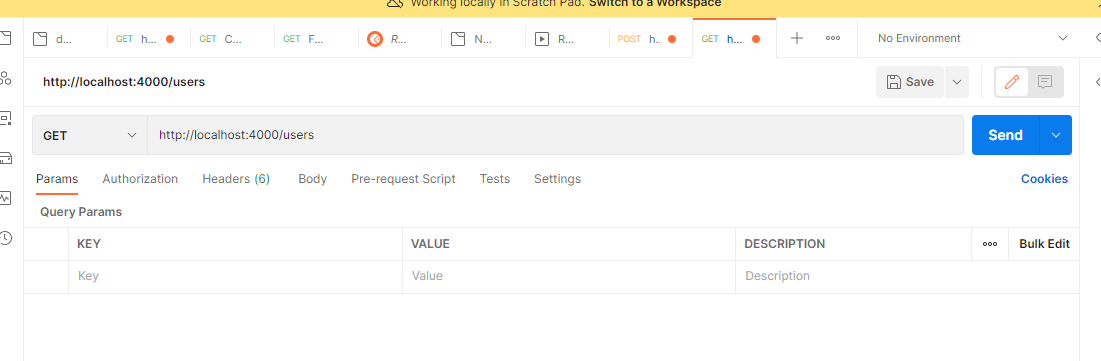 Working locally in Scratch Pad. Switch to a Workspace
d... GET h... GET C... GET F... R... N... R... POST h.. GET h... No Environment
http://localhost:4000/users Save
GET http://localhost:4000/users Send
Params Authorization Headers (6) Body Pre-request Script Tests Settings Cookies
Query Params
KEY VALUE DESCRIPTION Bulk Edit
Key Value Description